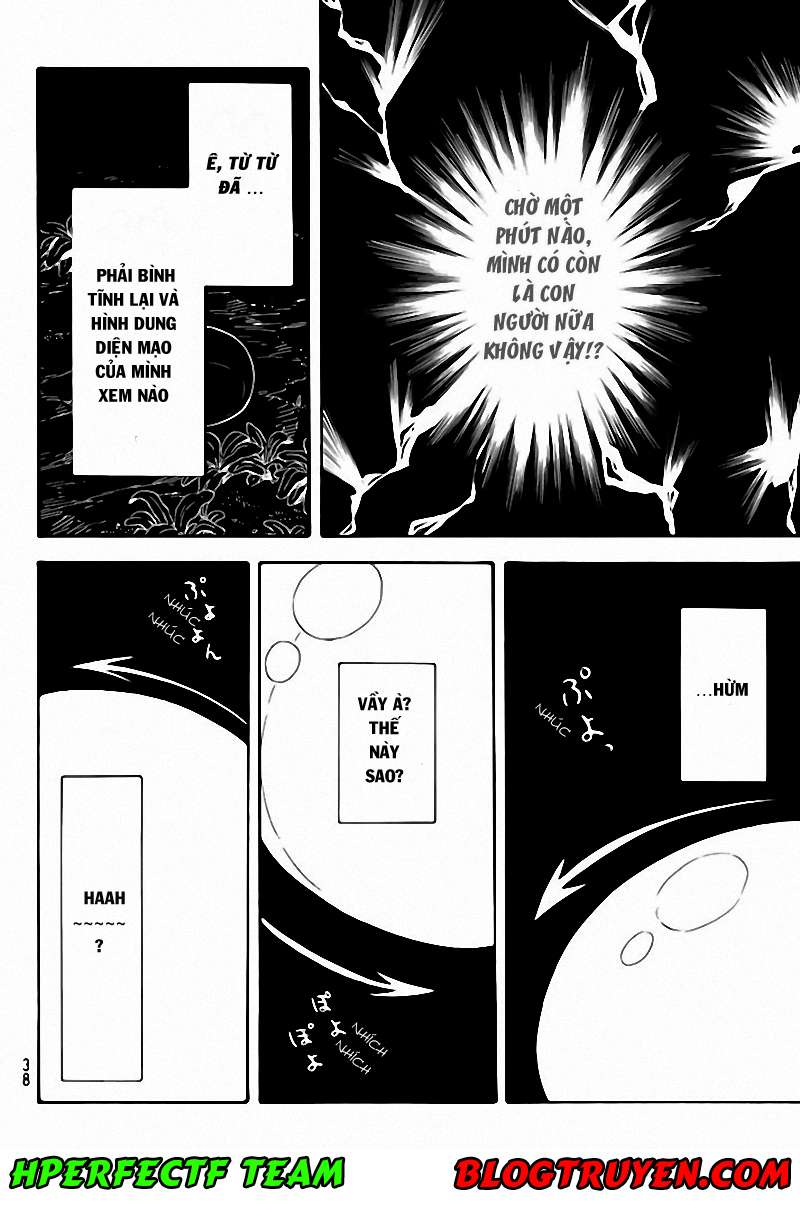 CHỜ MỘT
PHÚT NÀO,
MÌNH CÓ CÒN
LÀ CON
NGƯỜI NỮA
KHÔNG VẬY!?
Ê, TỪ TỪ
ĐÃ ...
PHẢI BÌNH
TĨNH LẠI VÀ
HÌNH DUNG
DIỆN MẠO
CỦA MÌNH
XEM NÀO
...HỪM
ぷよ、
NHÚC
NHÚC
VẦY À?
THẾ
NÀY
SAO?
ぽよ
ぽよ
NHÍCH
NHÍCH
ぷよ
よん
NHÚC
NHÚC
HAAH
~~~~~
?
38
HPERFECTF TEAM
BLOGTRUYEN.COM